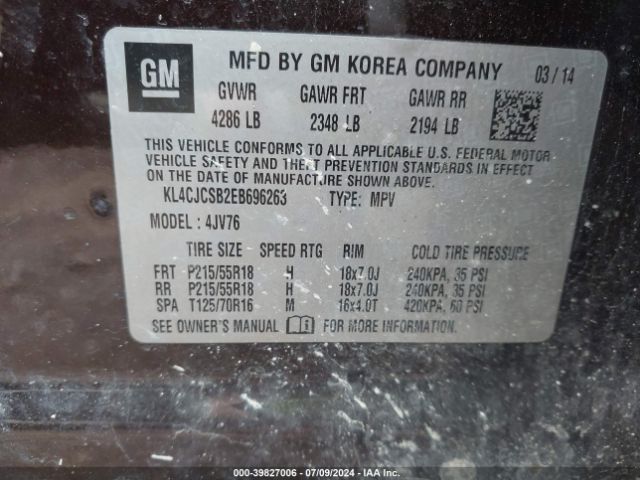 GM
MFD BY GM KOREA COMPANY 03/14
GVWR GAWR FRT GAWR RR
4286 LB 2348 LB 2194 LB
THIS VEHICLE CONFORMS TO ALL APPLICABLE U.S. FEDERAL MOTOR
VEHICLE SAFETY AND THEFT PREVENTION STANDARDS IN EFFECT
ON THE DATE OF MANUFACTURE SHOWN ABOVE.
KL4CJCSB2EB696263 TYPE: MPV
MODEL : 4JV76
TIRE SIZE SPEED RTG RIM COLD TIRE PRESSURE
FRT P215/55R18 H 18x7.0J 240KPA, 35 PSI
RR P215/55R18 H 18x7.0J 240KPA, 35 PSI
SPA T125/70R16 M 16x4.0T 420KPA, 60 PSI
SEE OWNER'S MANUAL FOR MORE INFORMATION.
000-39827006 / 07/09/2024 - IAA Inc.